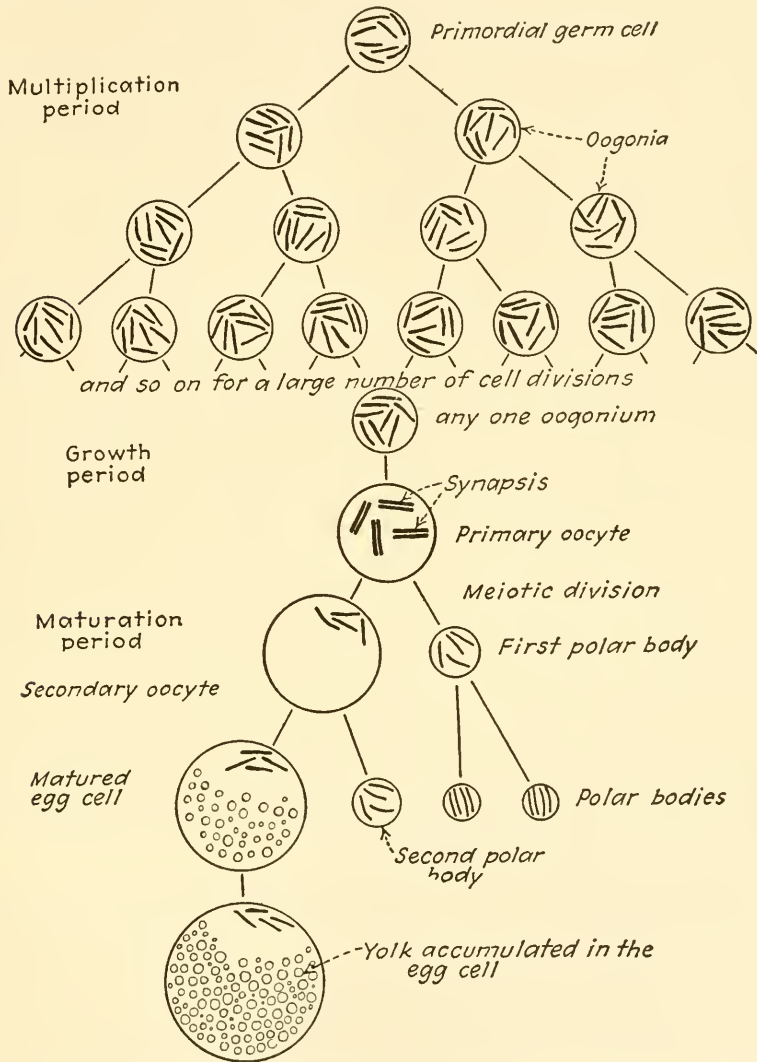 Primordial germ cell
Multiplication
period
Oogonia
and so on for a large number of cell divisions
any one oogonium
Growth
period
Synapsis
Primary oocyte
Meiotic division
Maturation
period
First polar body
Secondary oocyte
Matured
egg cell
Polar bodies
Second polar
body
Yolk accumulated in the
egg cell